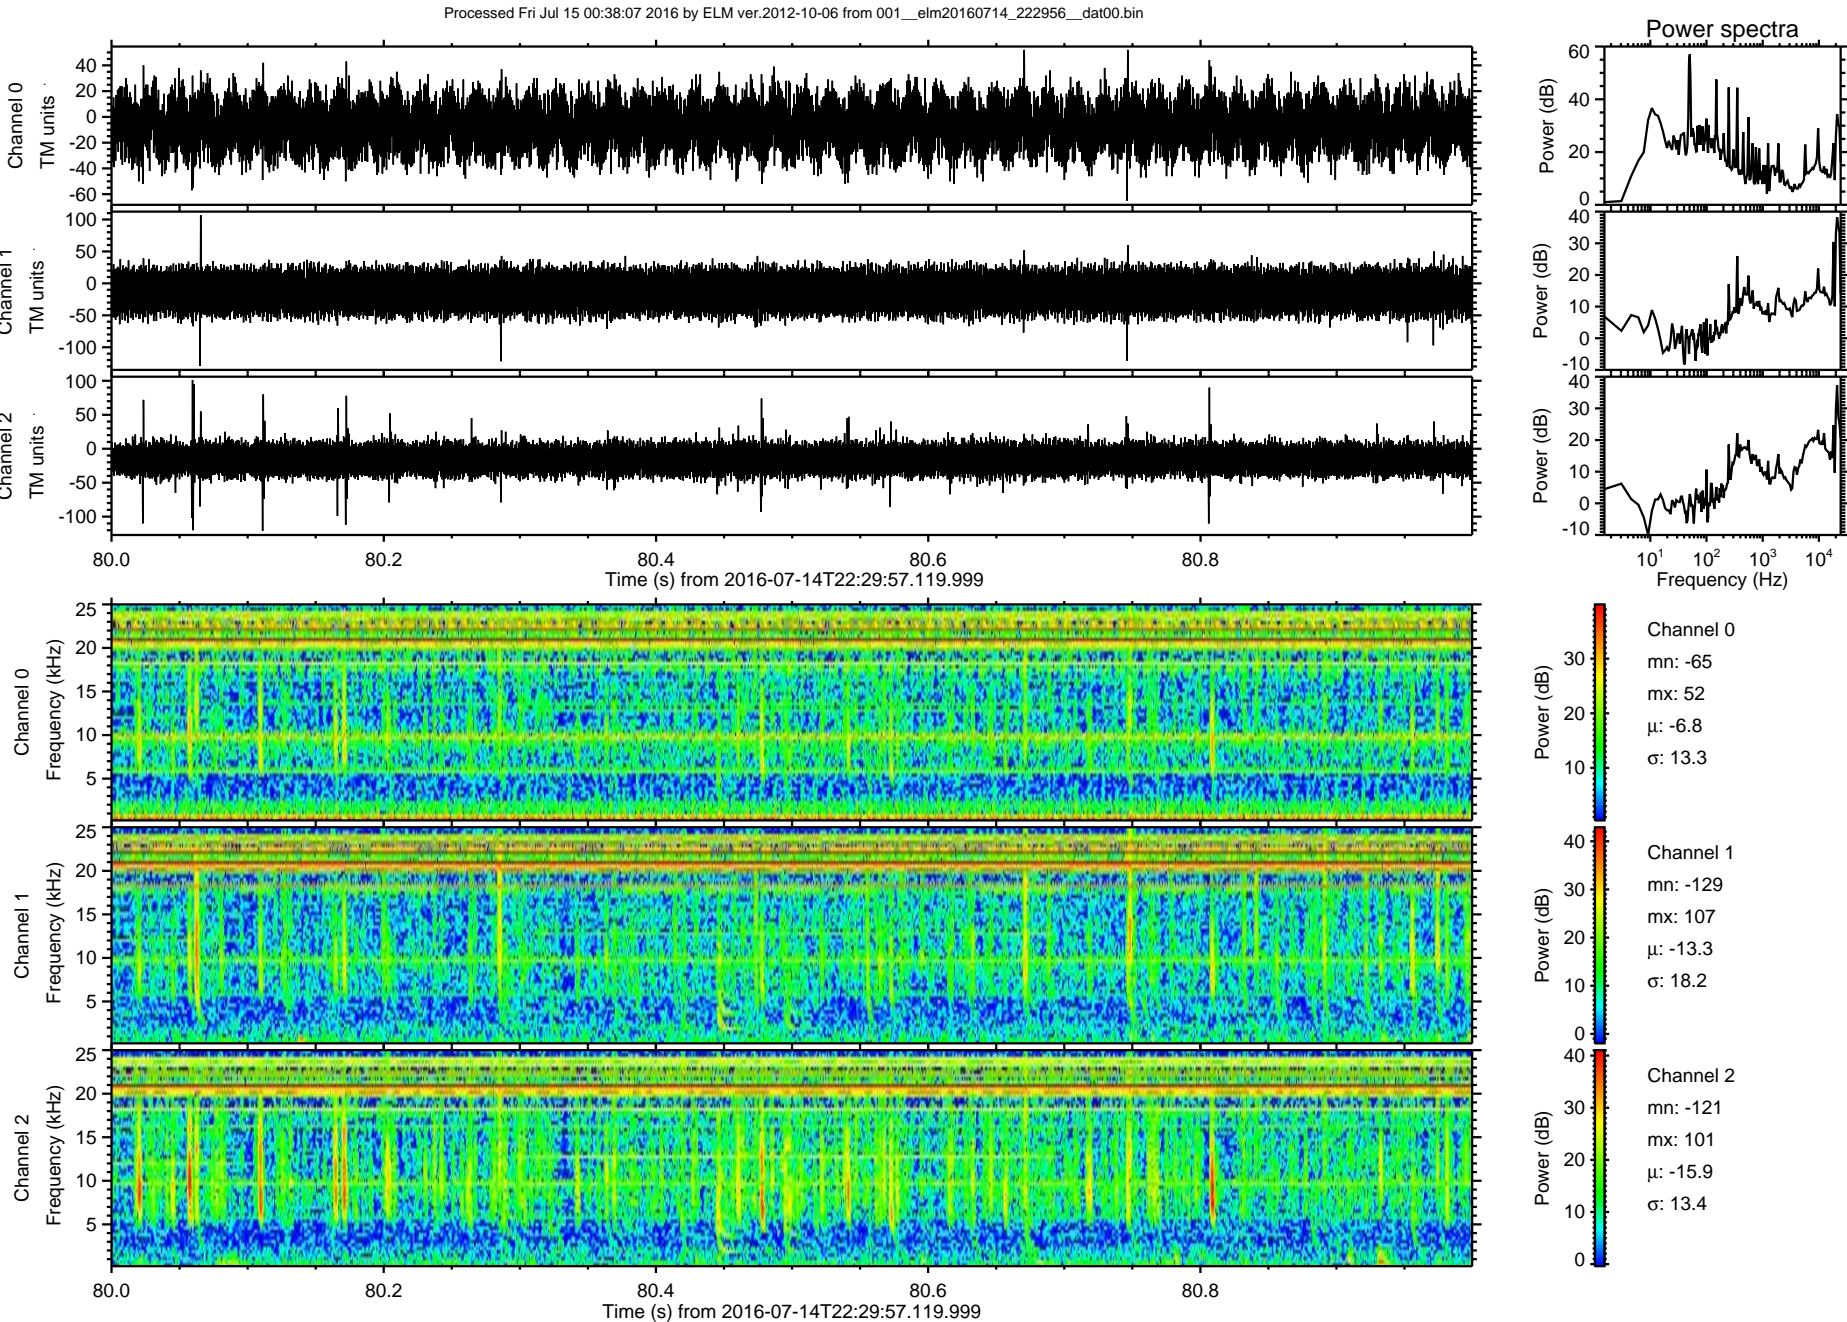 Processed Fri Jul 15 00:38:07 2016 by ELM ver.2012-10-06 from 001__elm20160714_222956__dat00.bin
Power spectra
Channel 0
TM units
40
20
0
-20
-40
-60
Power (dB)
60
40
20
0
Channel 1
TM units
100
50
0
-50
-100
Power (dB)
40
30
20
10
0
-10
Channel 2
TM units
100
50
0
-50
-100
Power (dB)
40
30
20
10
0
-10
80.0 80.2 80.4 80.6 80.8
Time (s) from 2016-07-14T22:29:57.119.999
10^1 10^2 10^3 10^4
Frequency (Hz)
Channel 0
Frequency (kHz)
25
20
15
10
5
Power (dB)
30
20
10
Channel 0
mn: -65
mx: 52
μ: -6.8
σ: 13.3
Channel 1
Frequency (kHz)
25
20
15
10
5
Power (dB)
40
30
20
10
0
Channel 1
mn: -129
mx: 107
μ: -13.3
σ: 18.2
Channel 2
Frequency (kHz)
25
20
15
10
5
Power (dB)
40
30
20
10
0
Channel 2
mn: -121
mx: 101
μ: -15.9
σ: 13.4
80.0 80.2 80.4 80.6 80.8
Time (s) from 2016-07-14T22:29:57.119.999